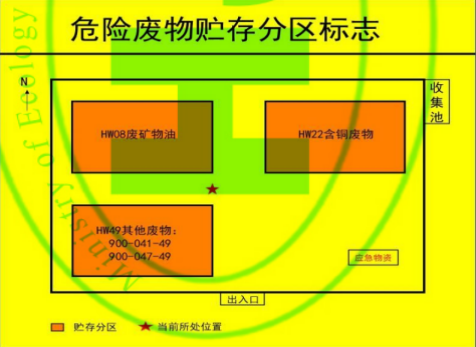 危险废物贮存分区标志
N
收集池
HW08废矿物油
HW22含铜废物
HW49其他废物：
900-041-49
900-047-49
应急物资
出入口
贮存分区
当前所处位置
Ministry of Ecology